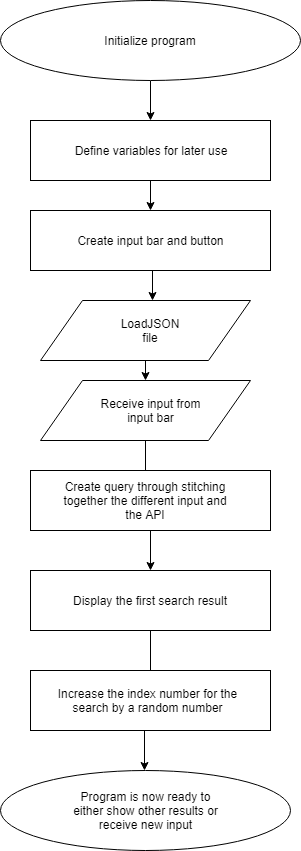 Initialize program
Define variables for later use
Create input bar and button
LoadJSON
file
Receive input from
input bar
Create query through stitching
together the different input and
the API
Display the first search result
Increase the index number for the
search by a random number
Program is now ready to
either show other results or
receive new input